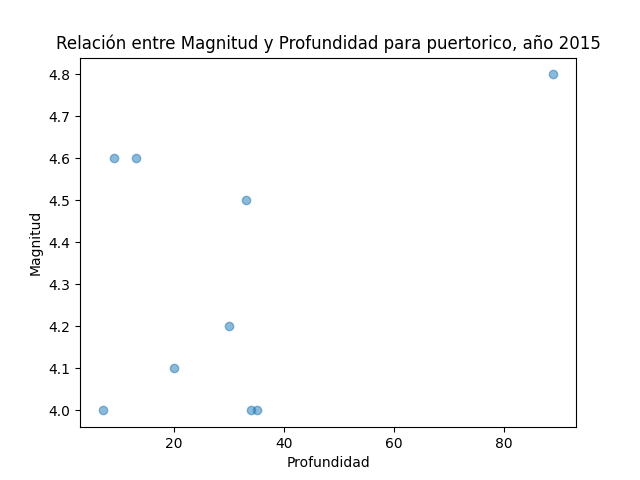 Relación entre Magnitud y Profundidad para puertorico, año 2015
4.8
4.7
4.6
4.5
4.4
4.3
4.2
4.1
4.0
Magnitud
20 40 60 80
Profundidad